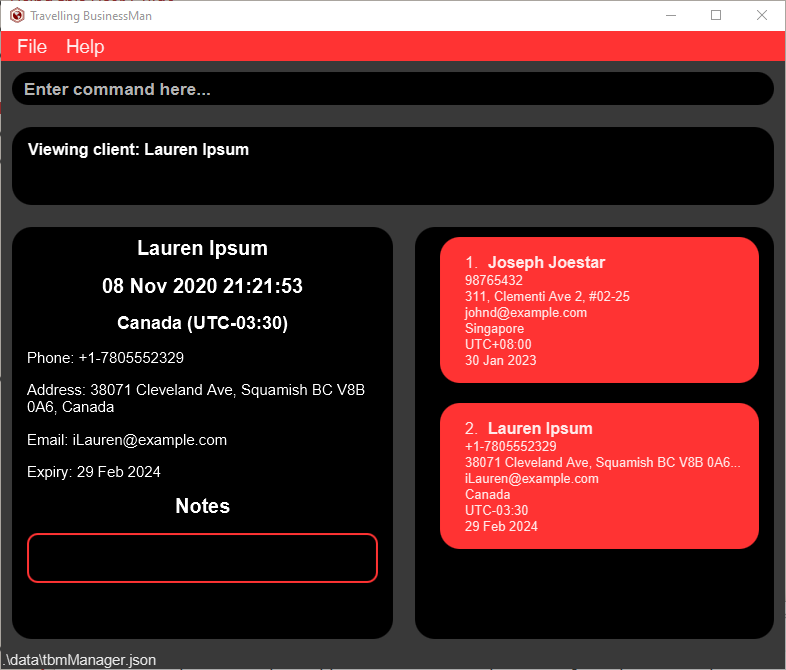 Travelling BusinessMan
File Help
Enter command here...
Viewing client: Lauren Ipsum
Lauren Ipsum
08 Nov 2020 21:21:53
Canada (UTC-03:30)
Phone: +1-7805552329
Address: 38071 Cleveland Ave, Squamish BC V8B
0A6, Canada
Email: iLauren@example.com
Expiry: 29 Feb 2024
Notes
1. Joseph Joestar
98765432
311, Clementi Ave 2, #02-25
johnd@example.com
Singapore
UTC+08:00
30 Jan 2023
2. Lauren Ipsum
+1-7805552329
38071 Cleveland Ave, Squamish BC V8B 0A6...
iLauren@example.com
Canada
UTC-03:30
29 Feb 2024
.\data\tbmManager.json